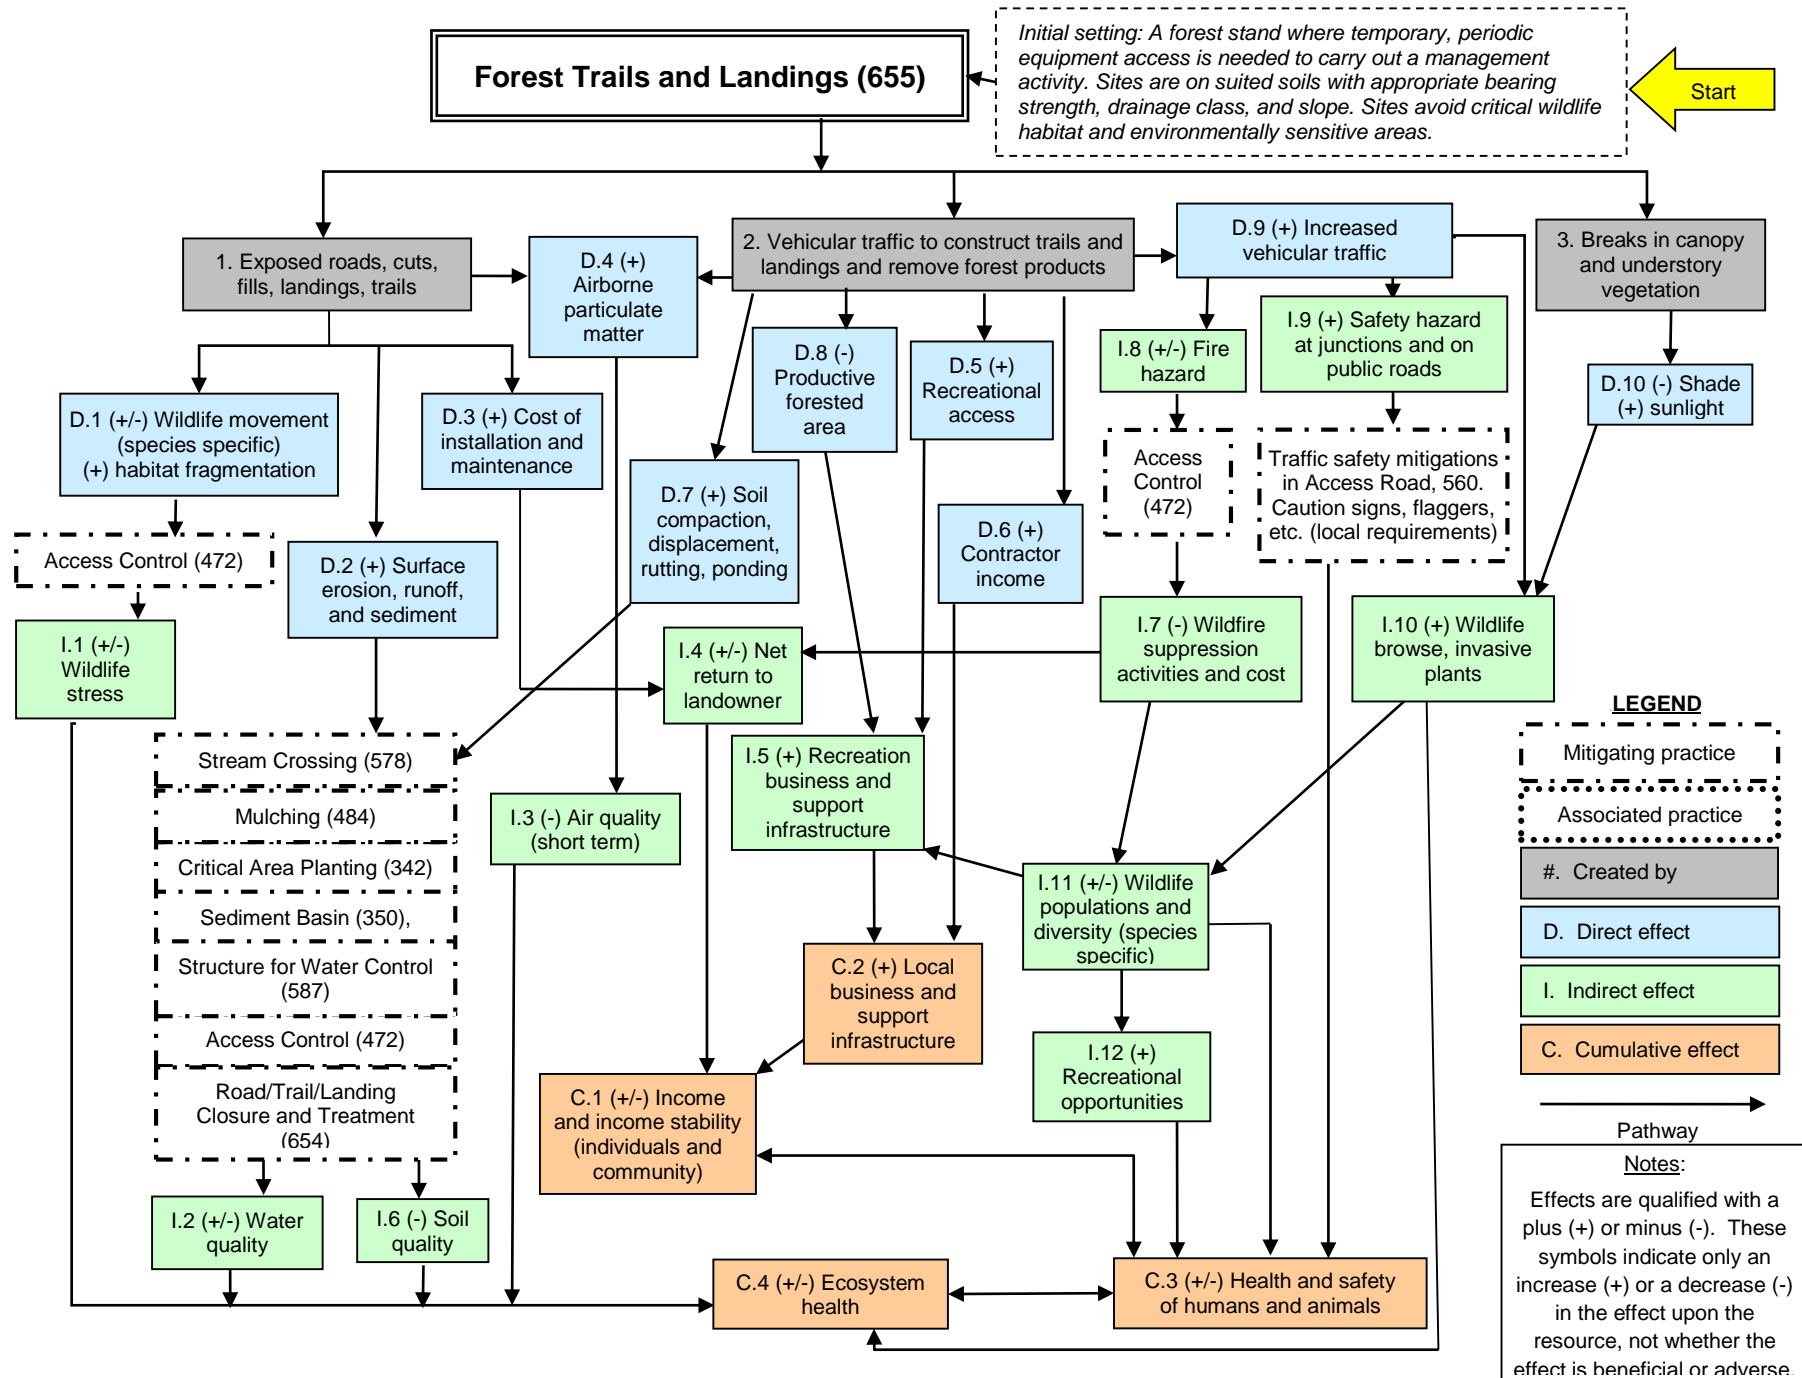 Forest Trails and Landings (655)
Initial setting: A forest stand where temporary, periodic
equipment access is needed to carry out a management
activity. Sites are on suited soils with appropriate bearing
strength, drainage class, and slope. Sites avoid critical wildlife
habitat and environmentally sensitive areas.
Start
1. Exposed roads, cuts,
fills, landings, trails
D.4 (+)
Airborne
particulate
matter
2. Vehicular traffic to construct trails and
landings and remove forest products
D.9 (+) Increased
vehicular traffic
3. Breaks in canopy
and understory
vegetation
D.1 (+/-) Wildlife movement
(species specific)
(+) habitat fragmentation
D.3 (+) Cost of
installation and
maintenance
D.8 (-)
Productive
forested
area
D.5 (+)
Recreational
access
I.8 (+/-) Fire
hazard
I.9 (+) Safety hazard
at junctions and on
public roads
D.10 (-) Shade
(+) sunlight
Access Control (472)
D.2 (+) Surface
erosion, runoff,
and sediment
D.7 (+) Soil
compaction,
displacement,
rutting, ponding
D.6 (+)
Contractor
income
Access
Control
(472)
Traffic safety mitigations
in Access Road, 560.
Caution signs, flaggers,
etc. (local requirements)
I.1 (+/-)
Wildlife
stress
I.4 (+/-) Net
return to
landowner
I.7 (-) Wildfire
suppression
activities and cost
I.10 (+) Wildlife
browse, invasive
plants
Stream Crossing (578)
Mulching (484)
Critical Area Planting (342)
Sediment Basin (350),
Structure for Water Control
(587)
Access Control (472)
Road/Trail/Landing
Closure and Treatment
(654)
I.3 (-) Air quality
(short term)
I.5 (+) Recreation
business and
support
infrastructure
I.11 (+/-) Wildlife
populations and
diversity (species
specific)
C.2 (+) Local
business and
support
infrastructure
I.12 (+)
Recreational
opportunities
C.1 (+/-) Income
and income stability
(individuals and
community)
I.2 (+/-) Water
quality
I.6 (-) Soil
quality
C.4 (+/-) Ecosystem
health
C.3 (+/-) Health and safety
of humans and animals
LEGEND
Mitigating practice
Associated practice
#. Created by
D. Direct effect
I. Indirect effect
C. Cumulative effect
Pathway
Notes:
Effects are qualified with a
plus (+) or minus (-). These
symbols indicate only an
increase (+) or a decrease (-)
in the effect upon the
resource, not whether the
effect is beneficial or adverse.